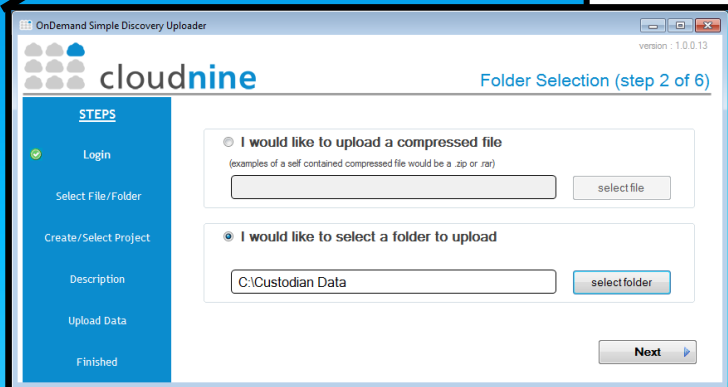 OnDemand Simple Discovery Uploader
version : 1.0.0.13
cloudnine
Folder Selection (step 2 of 6)
STEPS
Login
Select File/Folder
Create/Select Project
Description
Upload Data
Finished
I would like to upload a compressed file
(examples of a self contained compressed file would be a .zip or .rar)
select file
I would like to select a folder to upload
C:\Custodian Data
select folder
Next